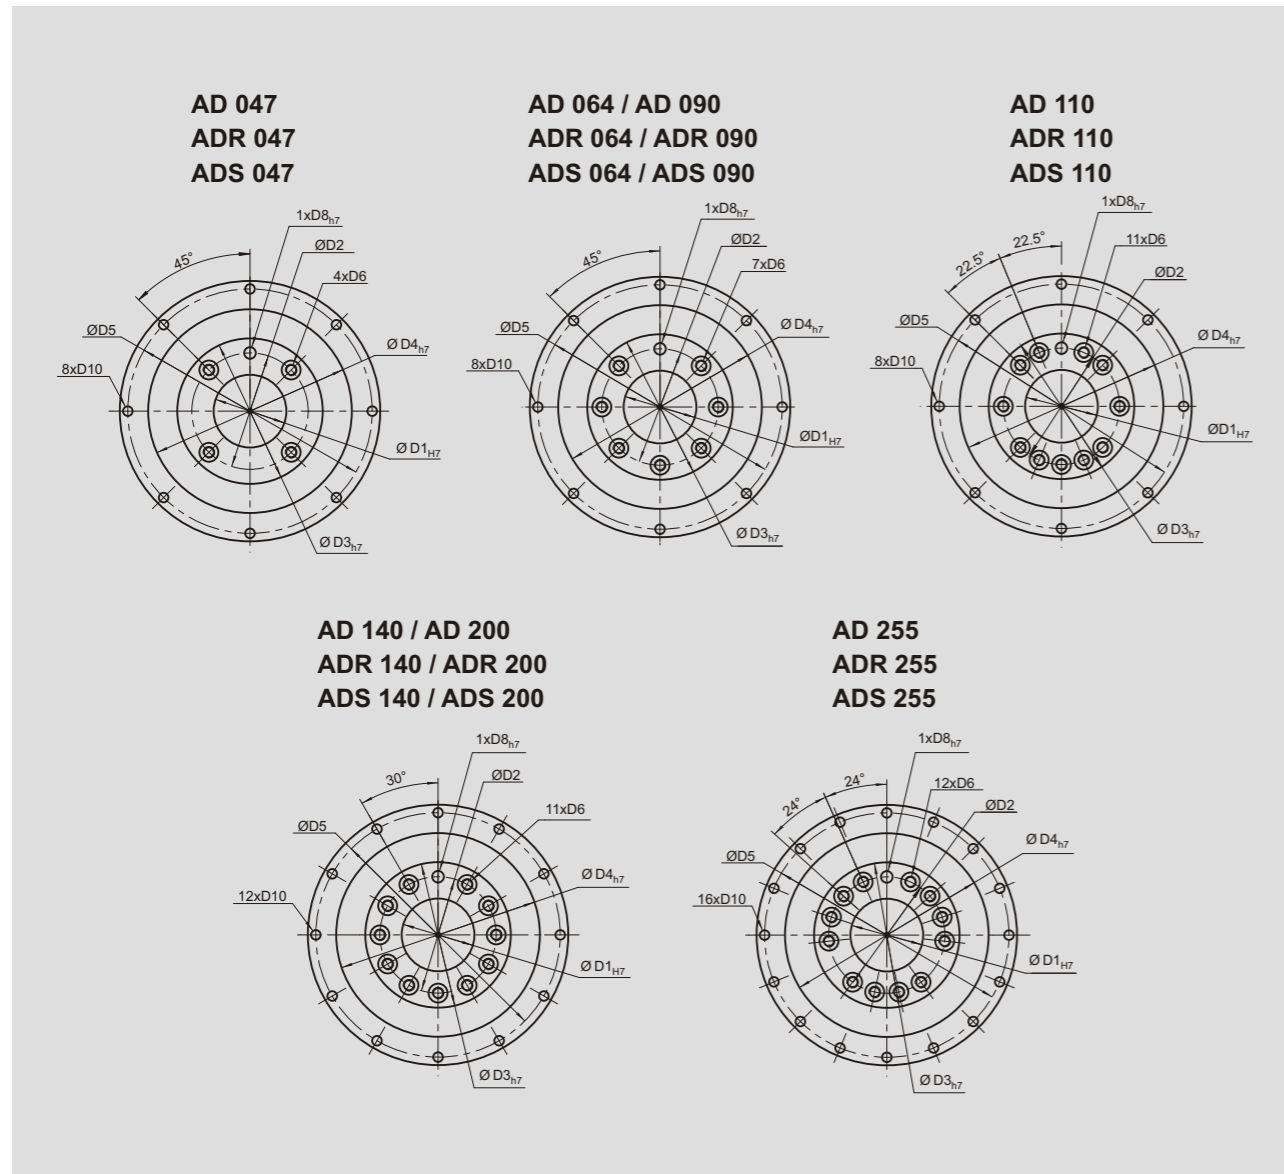 AD 047
ADR 047
ADS 047
1xD8h7
45°
ØD2
4xD6
ØD5
Ø D4h7
8xD10
Ø D1H7
Ø D3h7
AD 064 / AD 090
ADR 064 / ADR 090
ADS 064 / ADS 090
1xD8h7
45°
ØD2
7xD6
ØD5
Ø D4h7
8xD10
ØD1H7
Ø D3h7
AD 110
ADR 110
ADS 110
1xD8h7
22.5°
22.5°
11xD6
ØD2
ØD5
Ø D4h7
8xD10
ØD1H7
Ø D3h7
AD 140 / AD 200
ADR 140 / ADR 200
ADS 140 / ADS 200
1xD8h7
30°
ØD2
11xD6
ØD5
Ø D4h7
12xD10
Ø D1H7
Ø D3h7
AD 255
ADR 255
ADS 255
1xD8h7
24°
24°
12xD6
ØD2
ØD5
Ø D4h7
16xD10
Ø D1H7
Ø D3h7